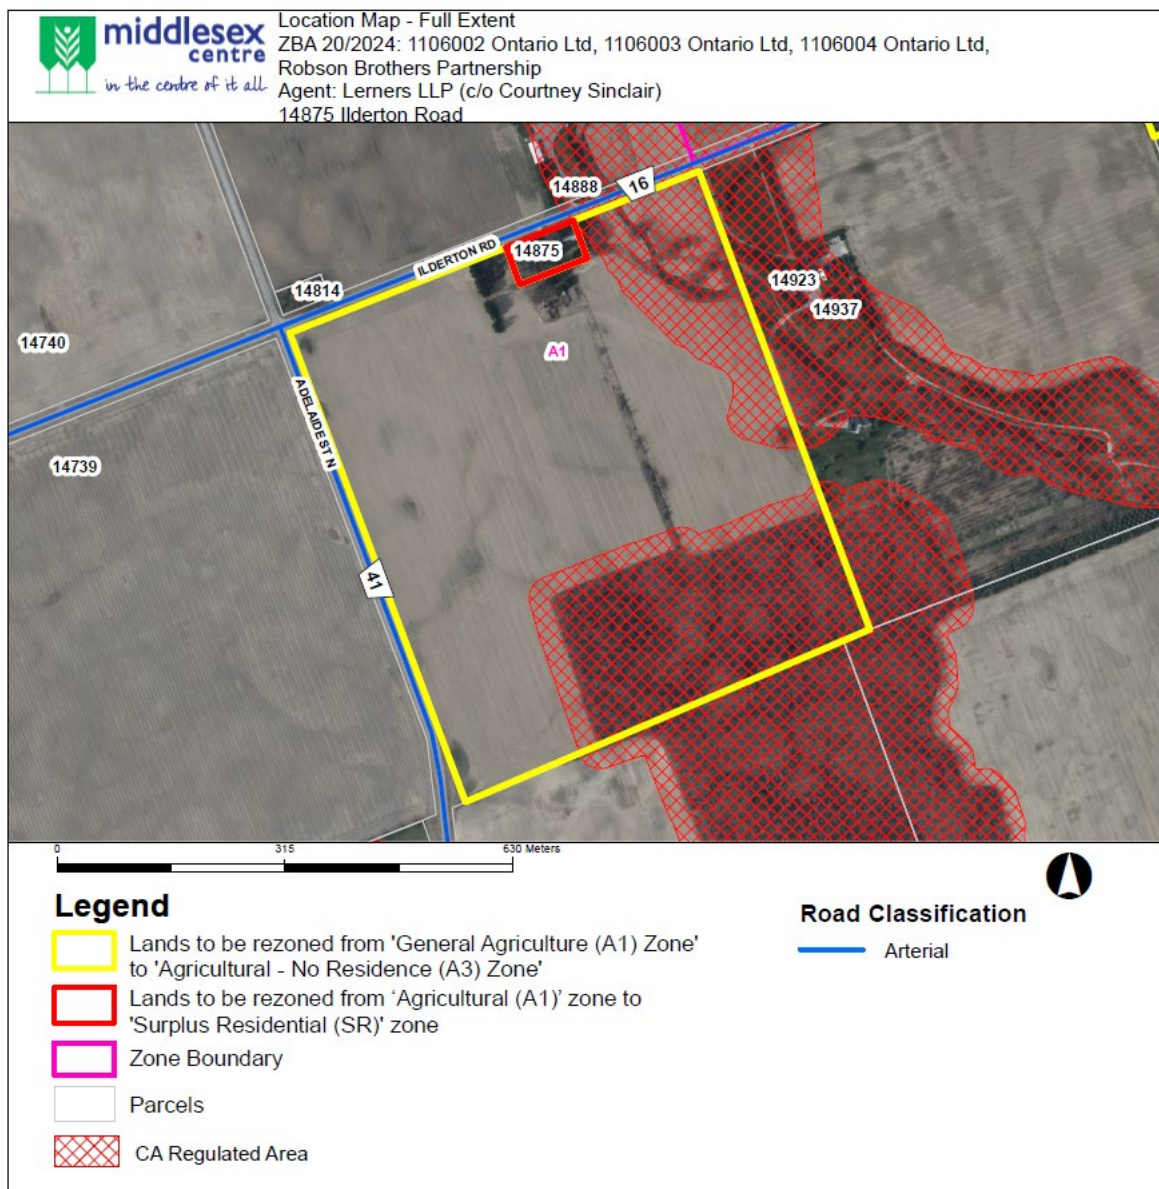 middlesex
centre
in the centre of it all
Location Map - Full Extent
ZBA 20/2024: 1106002 Ontario Ltd, 1106003 Ontario Ltd, 1106004 Ontario Ltd,
Robson Brothers Partnership
Agent: Lerners LLP (c/o Courtney Sinclair)
14875 Ilderton Road
14888
16
14875
ILDERTON RD
14814
14923
14937
14740
A1
ADELAIDE ST N
14739
41
0 315 630 Meters
Legend
Lands to be rezoned from 'General Agriculture (A1) Zone'
to 'Agricultural - No Residence (A3) Zone'
Lands to be rezoned from ‘Agricultural (A1)’ zone to
'Surplus Residential (SR)' zone
Zone Boundary
Parcels
CA Regulated Area
Road Classification
Arterial